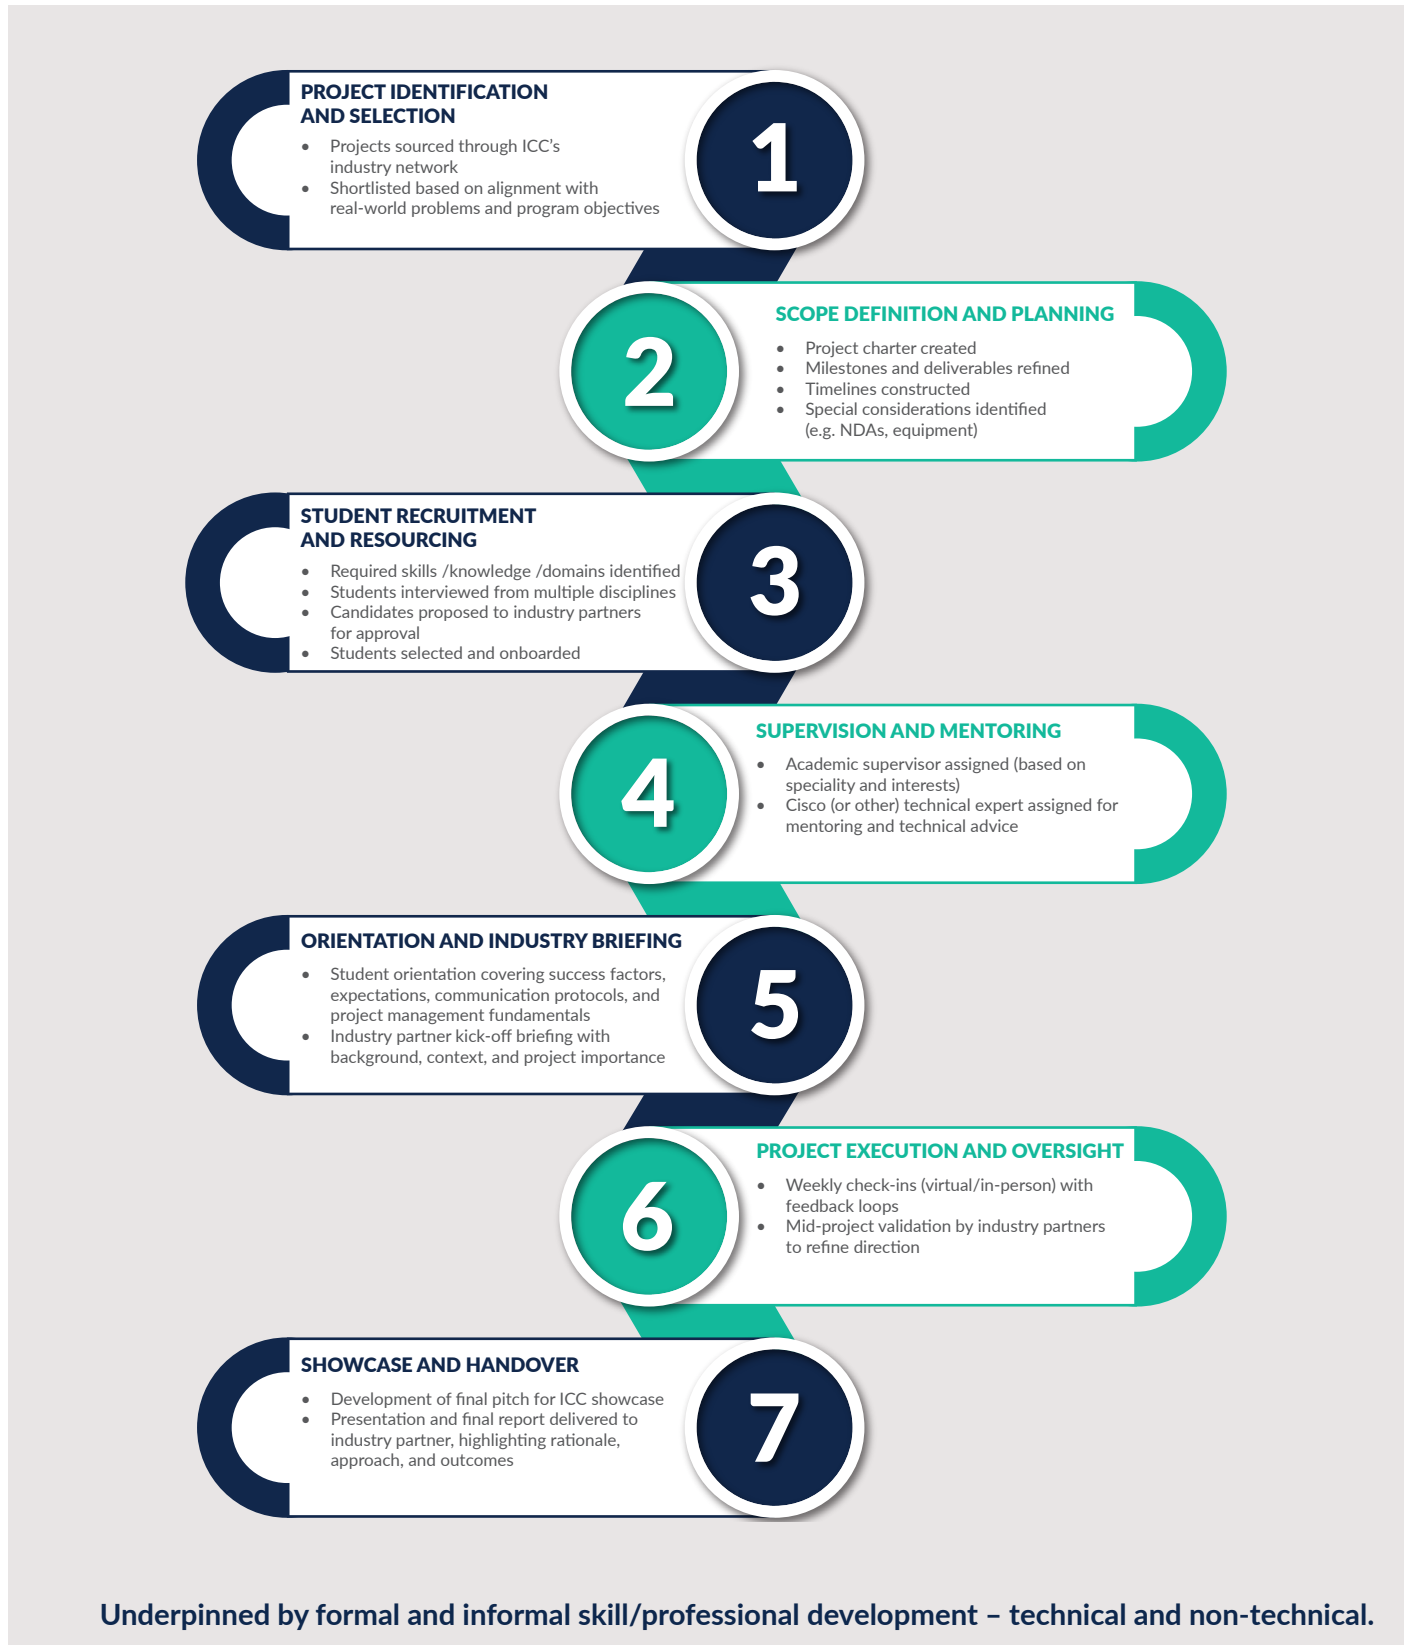 PROJECT IDENTIFICATION
AND SELECTION
• Projects sourced through ICC's
industry network
• Shortlisted based on alignment with
real-world problems and program objectives
1
2
SCOPE DEFINITION AND PLANNING
• Project charter created
• Milestones and deliverables refined
• Timelines constructed
• Special considerations identified
(e.g. NDAs, equipment)
STUDENT RECRUITMENT
AND RESOURCING
• Required skills /knowledge /domains identified
• Students interviewed from multiple disciplines
• Candidates proposed to industry partners
for approval
• Students selected and onboarded
3
4
SUPERVISION AND MENTORING
• Academic supervisor assigned (based on
speciality and interests)
• Cisco (or other) technical expert assigned for
mentoring and technical advice
ORIENTATION AND INDUSTRY BRIEFING
• Student orientation covering success factors,
expectations, communication protocols, and
project management fundamentals
• Industry partner kick-off briefing with
background, context, and project importance
5
6
PROJECT EXECUTION AND OVERSIGHT
• Weekly check-ins (virtual/in-person) with
feedback loops
• Mid-project validation by industry partners
to refine direction
SHOWCASE AND HANDOVER
• Development of final pitch for ICC showcase
• Presentation and final report delivered to
industry partner, highlighting rationale,
approach, and outcomes
7
Underpinned by formal and informal skill/professional development – technical and non-technical.